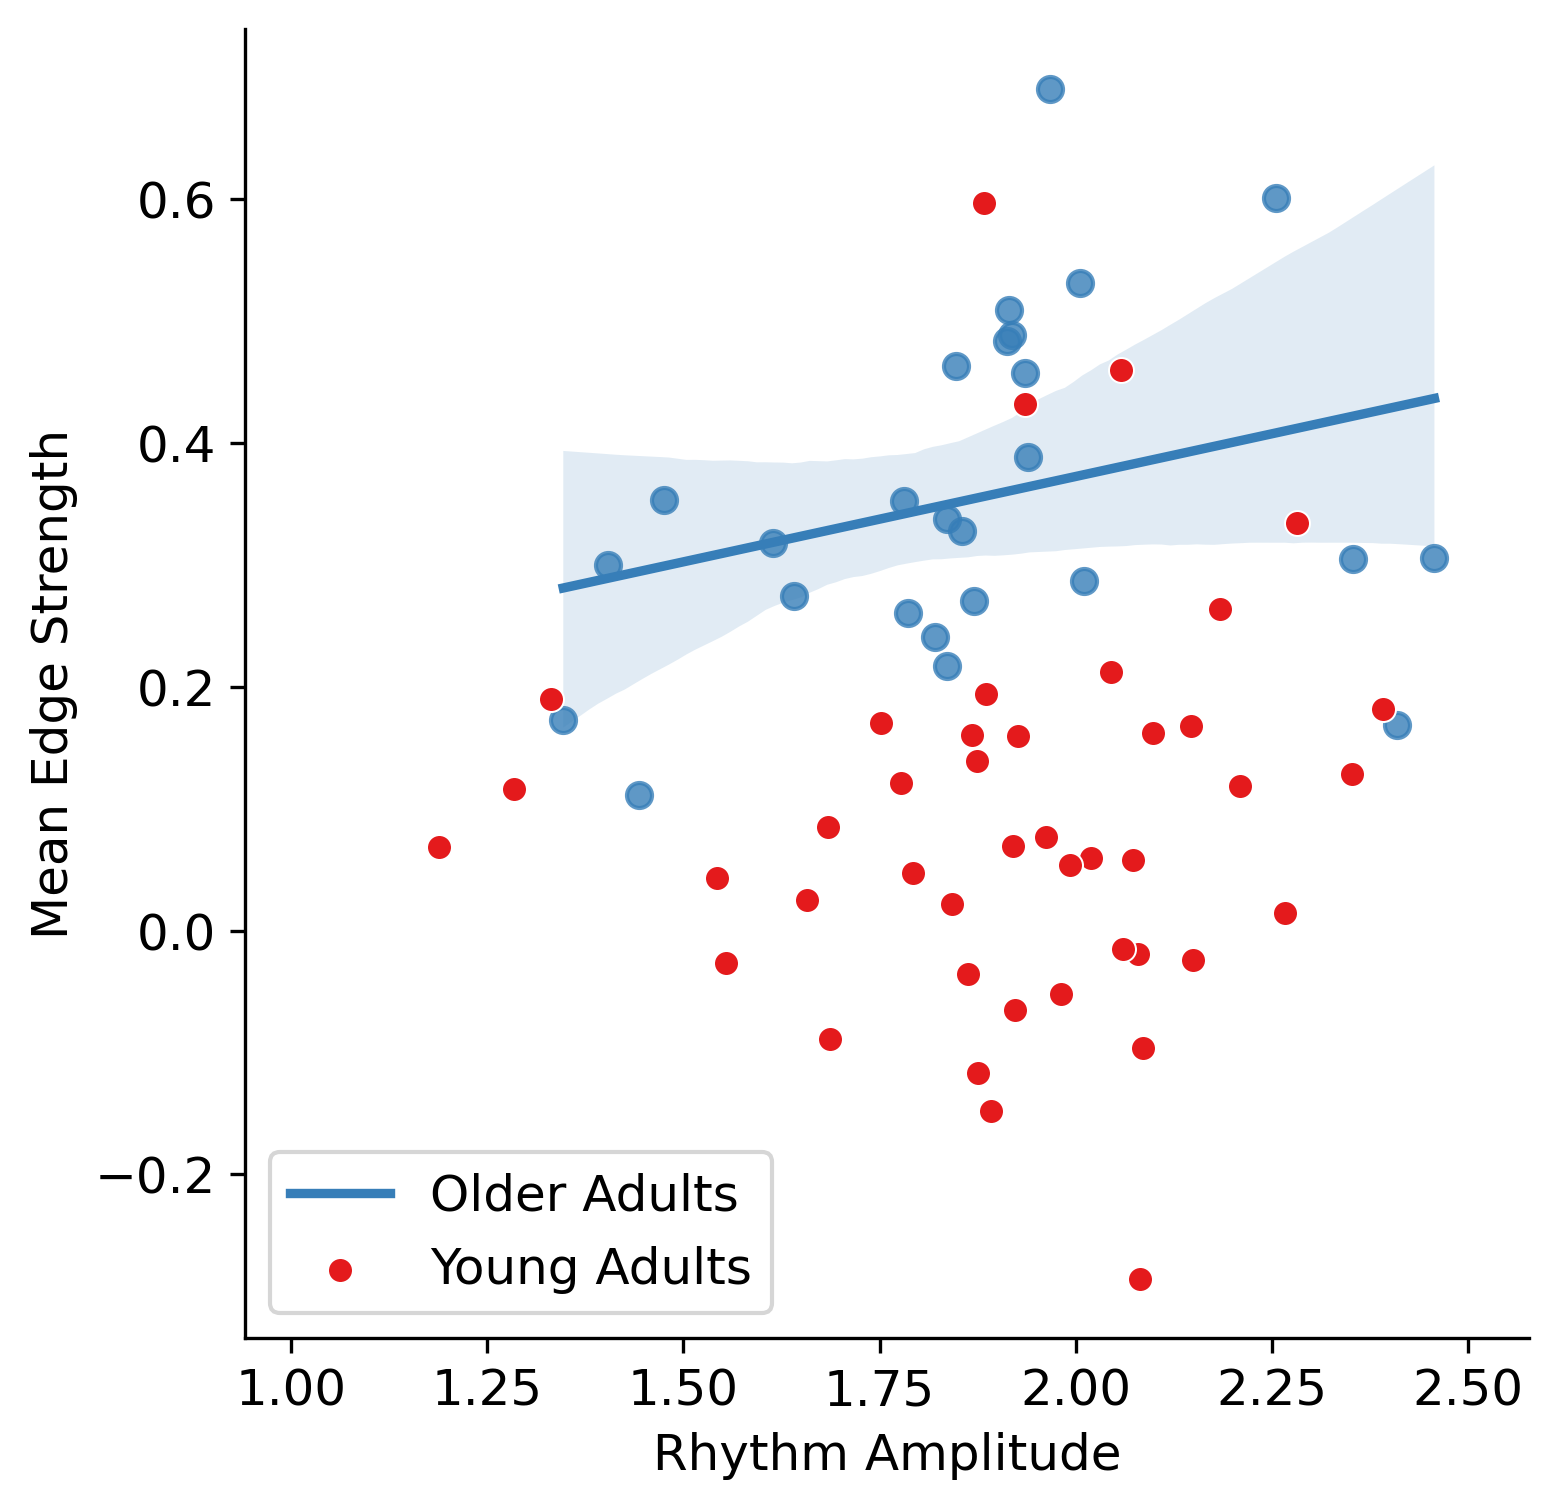 0.6
0.4
0.2
0.0
−0.2
Mean Edge Strength
Older Adults
Young Adults
1.00 1.25 1.50 1.75 2.00 2.25 2.50
Rhythm Amplitude